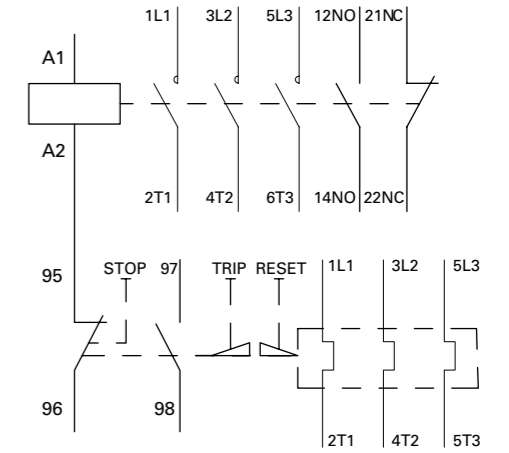 1L1 3L2 5L3 12NO 21NC
A1
A2
2T1 4T2 6T3 14NO 22NC
95 STOP 97 TRIP RESET 1L1 3L2 5L3
96 98
2T1 4T2 5T3